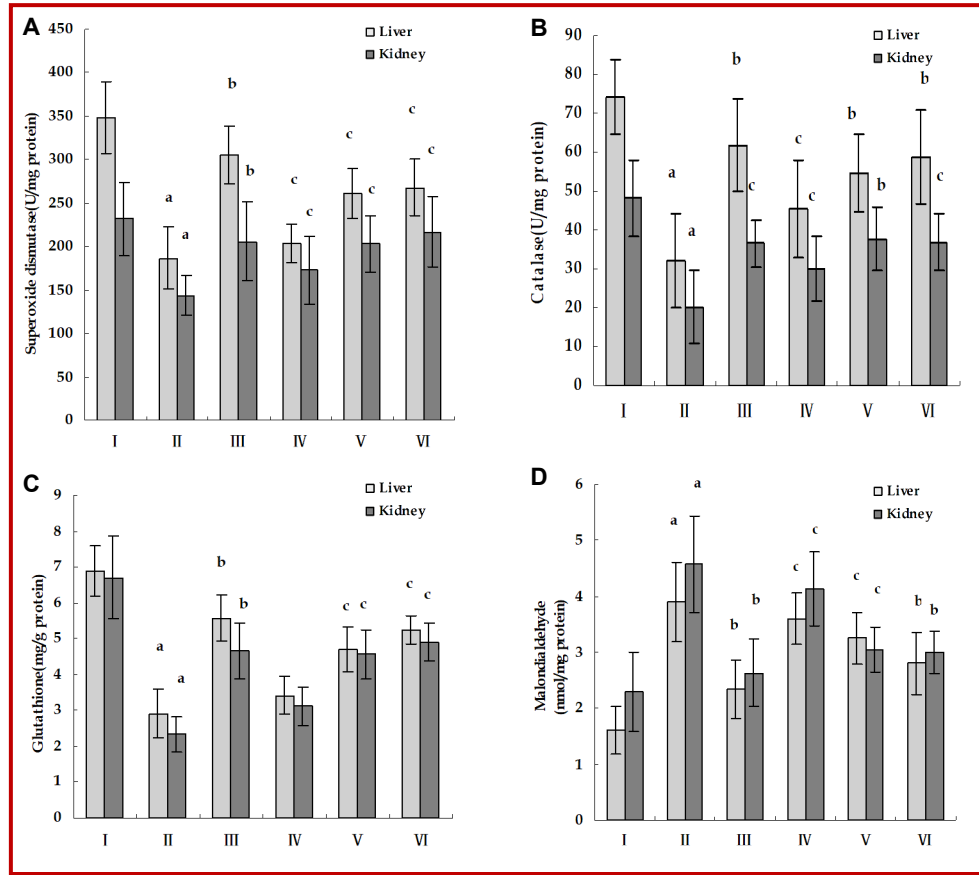 A
Superoxide dismutase(U/mg protein)
450
400
350
300
250
200
150
100
50
0
Liver
Kidney
a
a
b
b
c
c
c
c
c
c
I II III IV V VI
B
Catalase(U/mg protein)
90
80
70
60
50
40
30
20
10
0
Liver
Kidney
a
a
b
c
c
c
b
b
b
c
I II III IV V VI
C
Glutathione(mg/g protein)
9
8
7
6
5
4
3
2
1
0
Liver
Kidney
a
a
b
b
c
c
c
c
I II III IV V VI
D
Malondialdehyde
(nmol/mg protein)
6
5
4
3
2
1
0
Liver
Kidney
a
a
b
b
c
c
c
c
b
b
I II III IV V VI